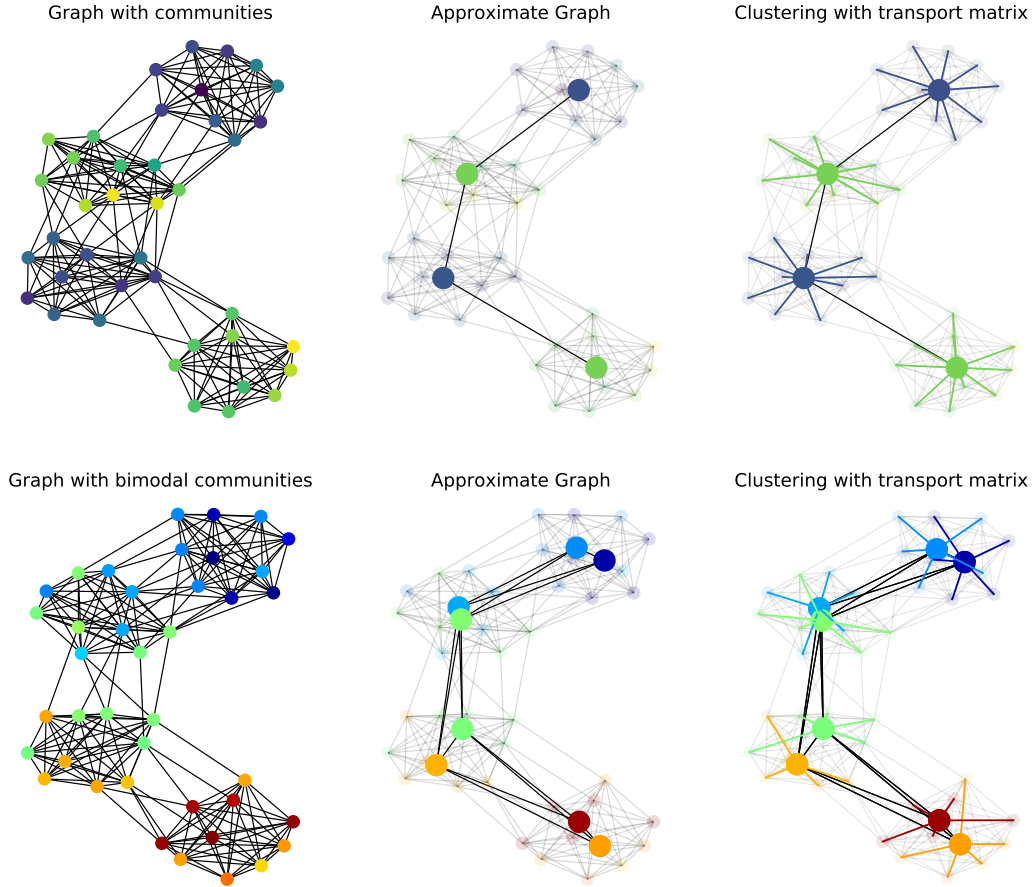 Graph with communities
Approximate Graph
Clustering with transport matrix
Graph with bimodal communities
Approximate Graph
Clustering with transport matrix